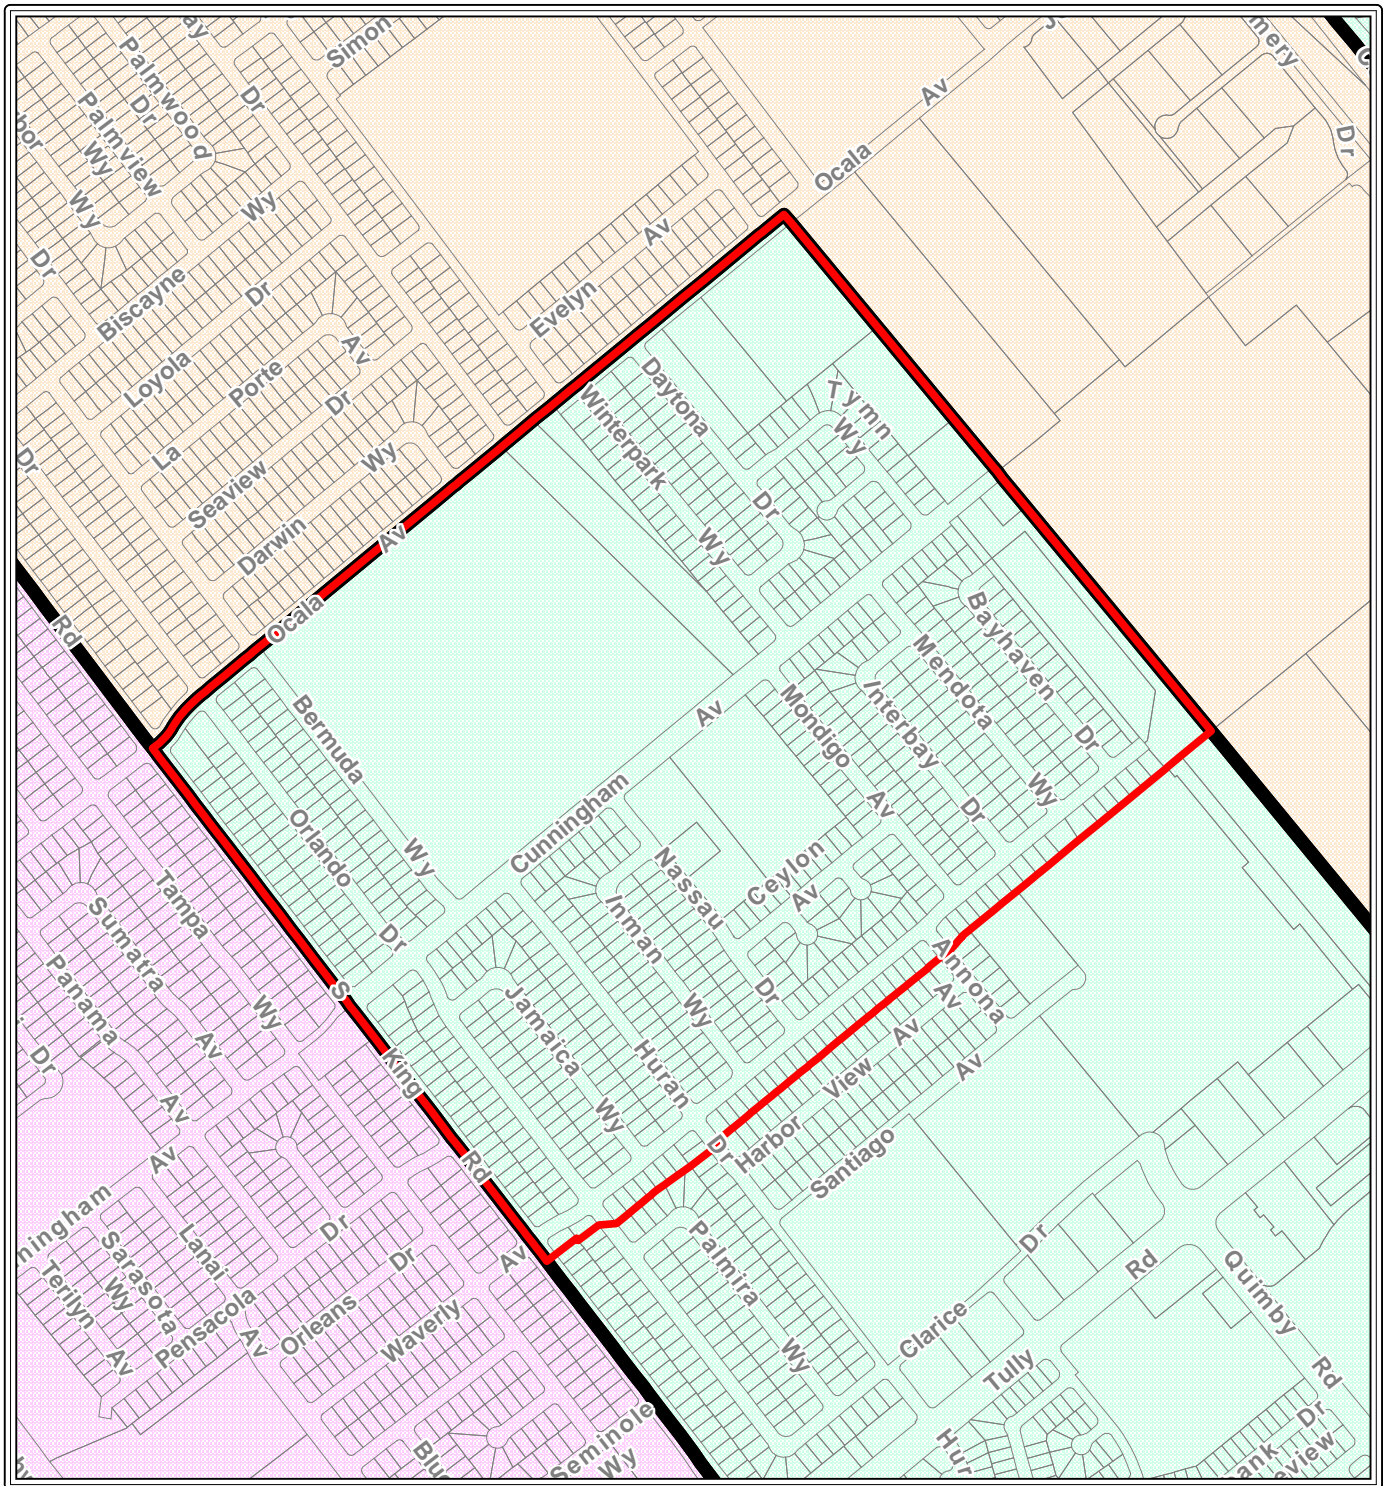 Simon
Dr
Palmwood
Dr
Palmview
Wy
Wy
Wy
Dr
Biscayne
Dr
Loyola
Av
La
Porte
Dr
Seaview
Wy
Darwin
Dr
Evelyn
Av
Ocala
Av
Dr
Ocala
Av
Rd
Daytona
Dr
Winterpark
Wy
Tymn
Wy
Bayhaven
Dr
Mendota
Wy
Interbay
Dr
Mondigo
Av
Bermuda
Wy
Orlando
Dr
Cunningham
Av
Ceylon
Av
Nassau
Dr
Inman
Wy
Huran
Dr
Jamaica
Wy
Tampa
Wy
Sumatra
Av
Panama
Av
Dr
S
King
Rd
Annona
Av
Harbor
View
Av
Santiago
Av
Palmira
Wy
Av
Lanai
Av
Sarasota
Wy
Terilyn
Av
Pensacola
Dr
Orleans
Dr
Waverly
Av
Seminole
Wy
Clarice
Dr
Tully
Rd
Quimby
Rd
Dr